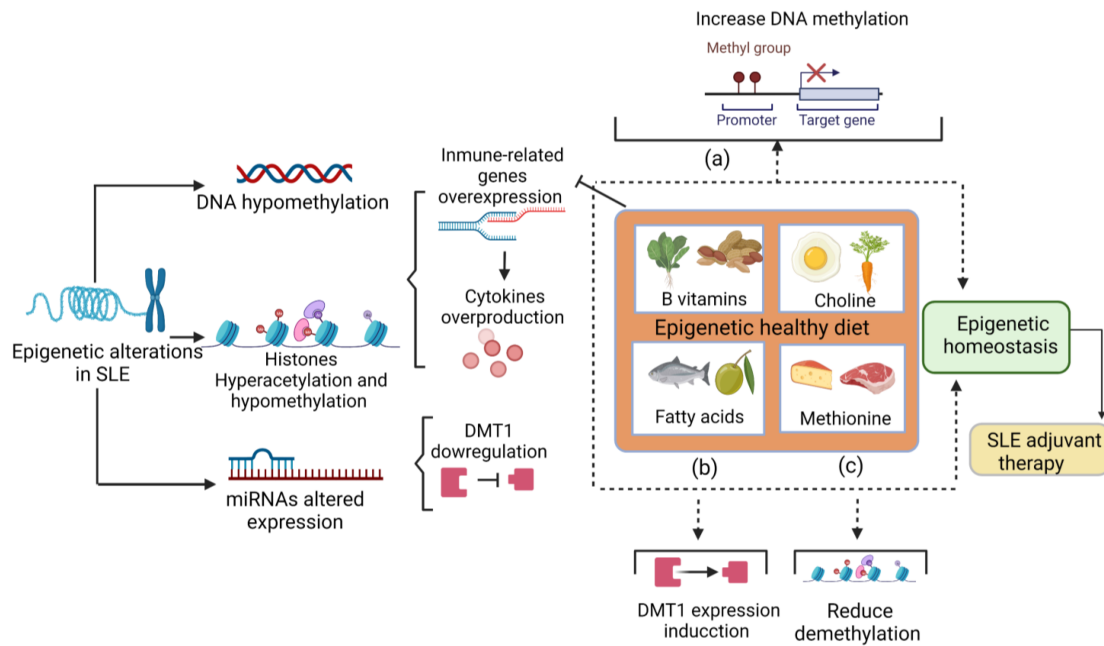 Increase DNA methylation
Methyl group
Promoter
Target gene
(a)
Inmune-related
genes
overexpression
DNA hypomethylation
B vitamins
Choline
Cytokines
overproduction
Epigenetic healthy diet
Epigenetic
homeostasis
Epigenetic alterations
in SLE
Histones
Hyperacetylation and
hypomethylation
Fatty acids
Methionine
DMT1
dowregulation
SLE adjuvant
therapy
(b)
(c)
miRNAs altered
expression
DMT1 expression
inducction
Reduce
demethylation